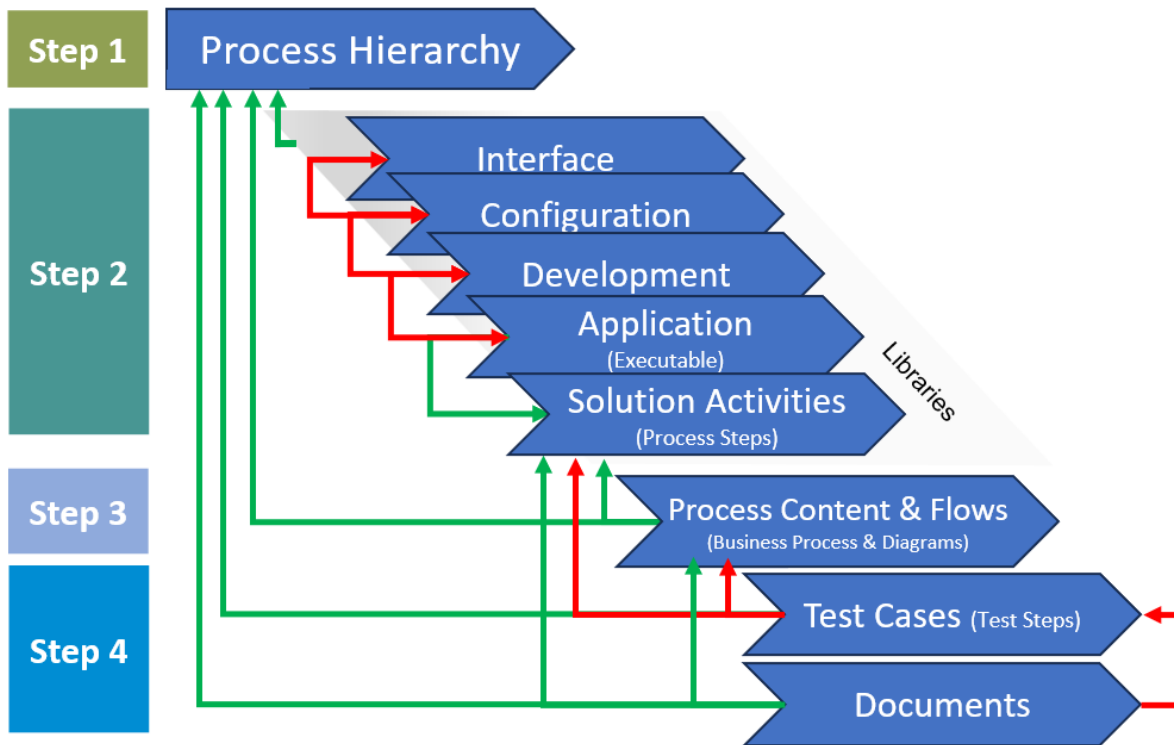 Step 1
Process Hierarchy
Step 2
Interface
Configuration
Development
Application
(Executable)
Solution Activities
(Process Steps)
Libraries
Step 3
Process Content & Flows
(Business Process & Diagrams)
Step 4
Test Cases (Test Steps)
Documents